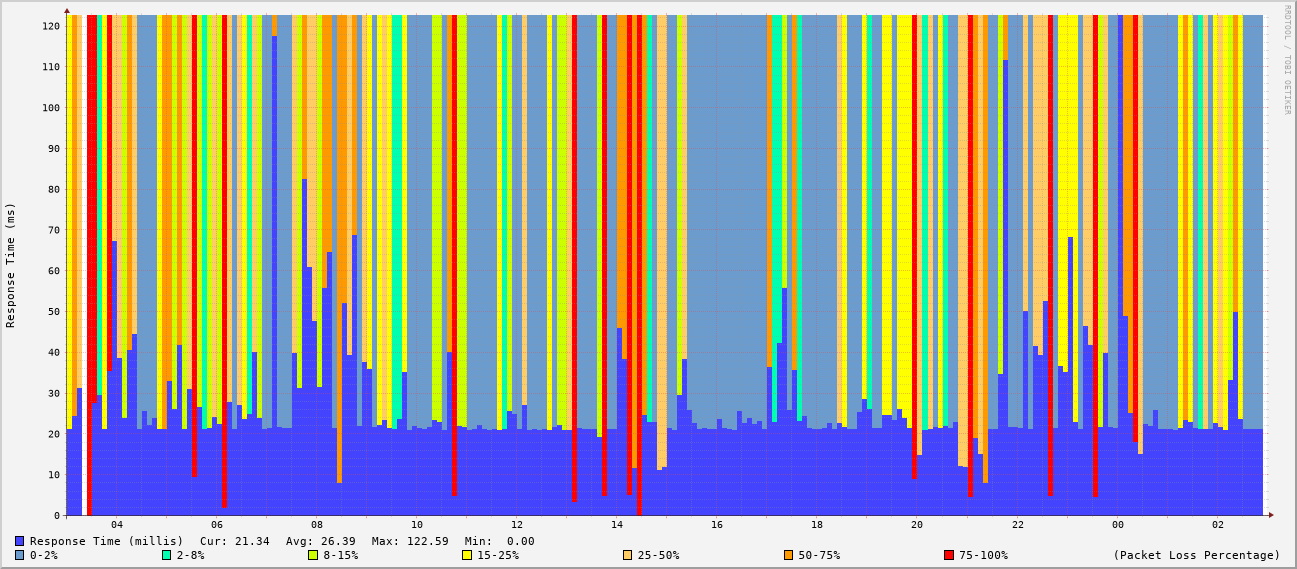 RRDTOOL / TOBI OETIKER
Response Time (ms)
120
110
100
90
80
70
60
50
40
30
20
10
0
04 06 08 10 12 14 16 18 20 22 00 02
Response Time (millis) Cur: 21.34 Avg: 26.39 Max: 122.59 Min: 0.00
0-2% 2-8% 8-15% 15-25% 25-50% 50-75% 75-100% (Packet Loss Percentage)